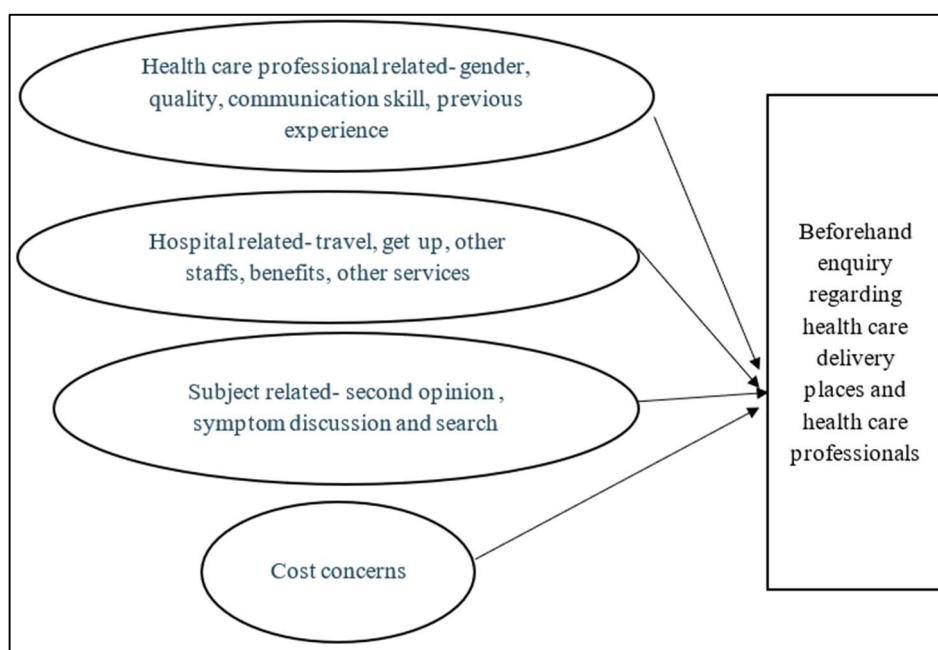 Health care professional related- gender,
quality, communication skill, previous
experience
Hospital related- travel, get up, other
staffs, benefits, other services
Subject related- second opinion ,
symptom discussion and search
Cost concerns
Beforehand
enquiry
regarding
health care
delivery
places and
health care
professionals